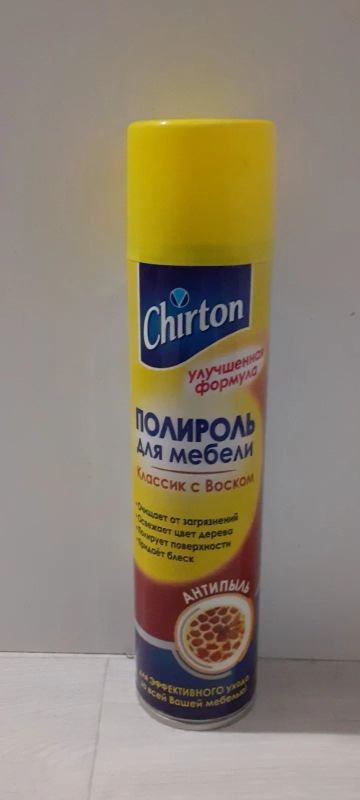 Chirton
улучшенная
формула
ПОЛИРОЛЬ
для мебели
Классик с Воском
•Очищает от загрязнений
•Освежает цвет дерева
•Полирует поверхности
•Придаёт блеск
АНТИПЫЛЬ
для ЭФФЕКТИВНОГО ухода
за всей Вашей мебелью!